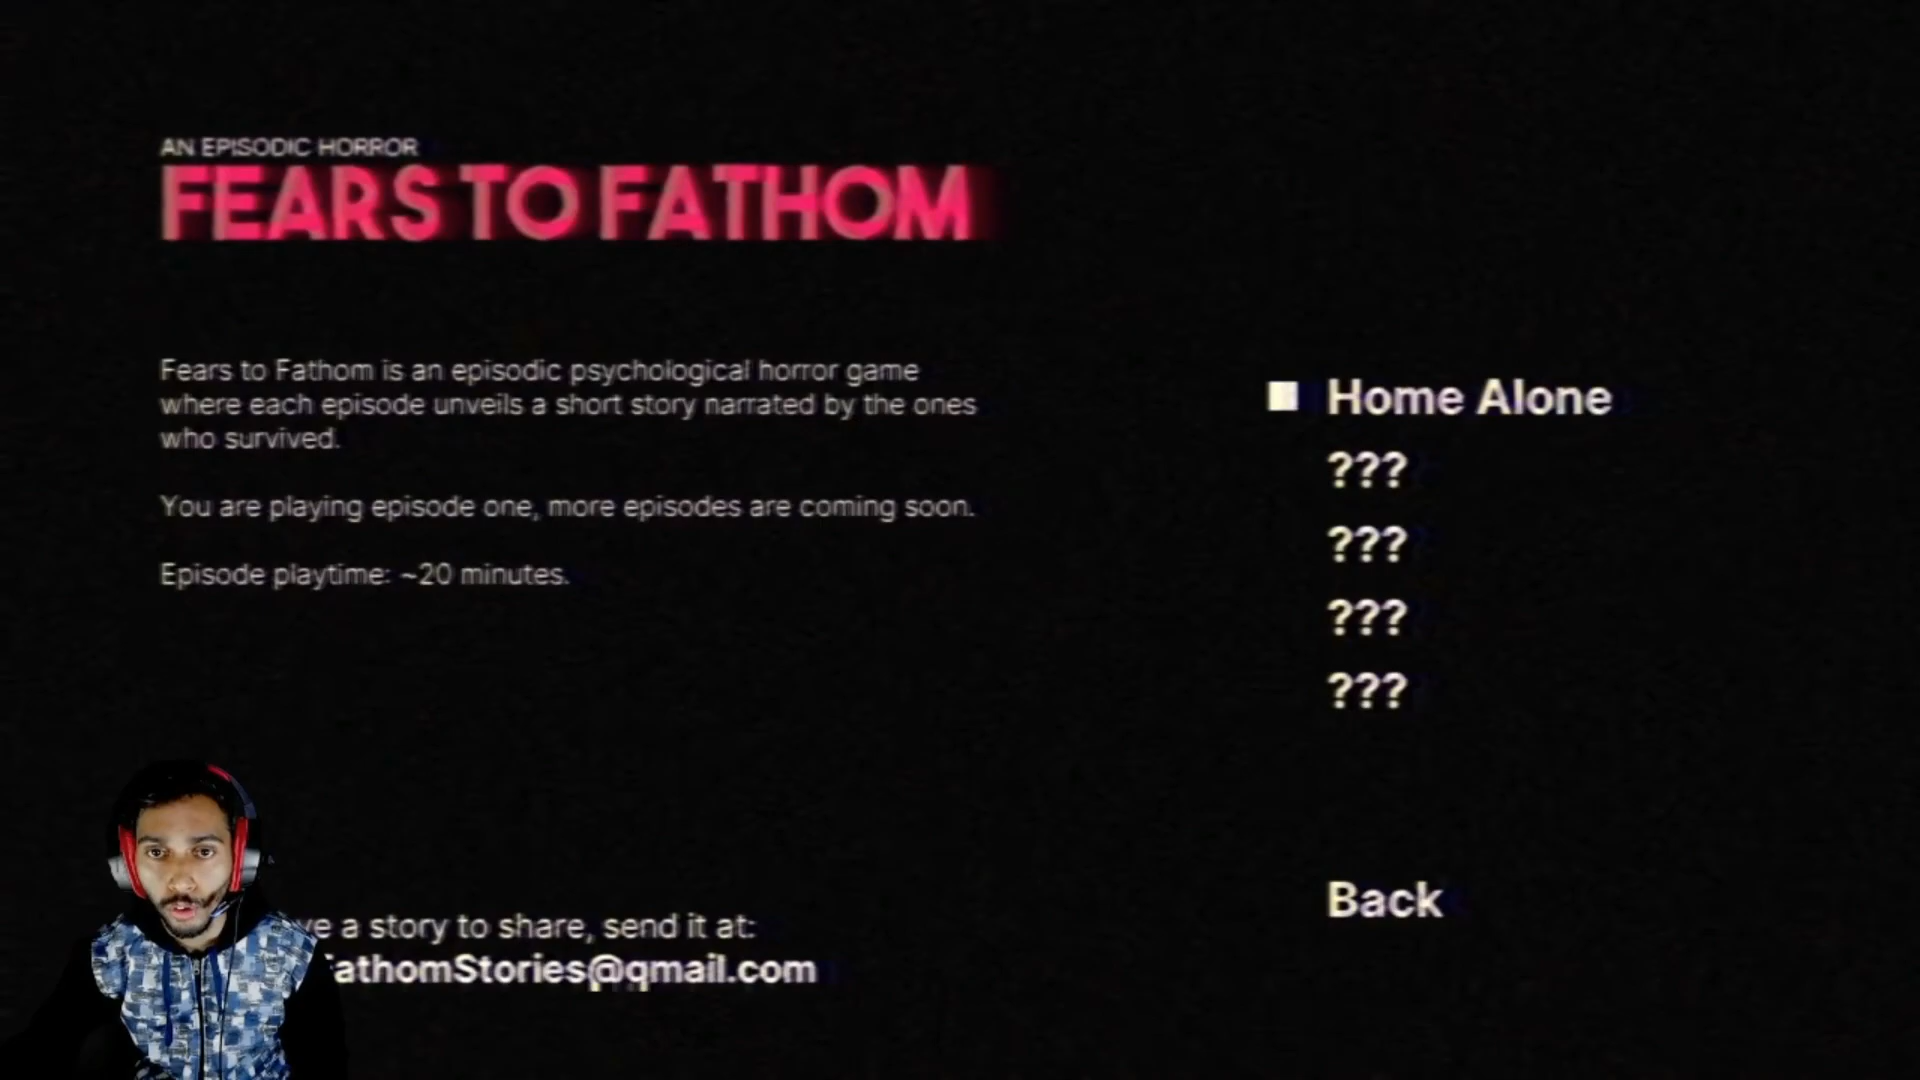 AN EPISODIC HORROR
FEARS TO FATHOM
Fears to Fathom is an episodic psychological horror game
where each episode unveils a short story narrated by the ones
who survived.
You are playing episode one, more episodes are coming soon.
Episode playtime: ~20 minutes.
Home Alone
???
???
???
???
Back
a story to share, send it at:
athomStories@gmail.com